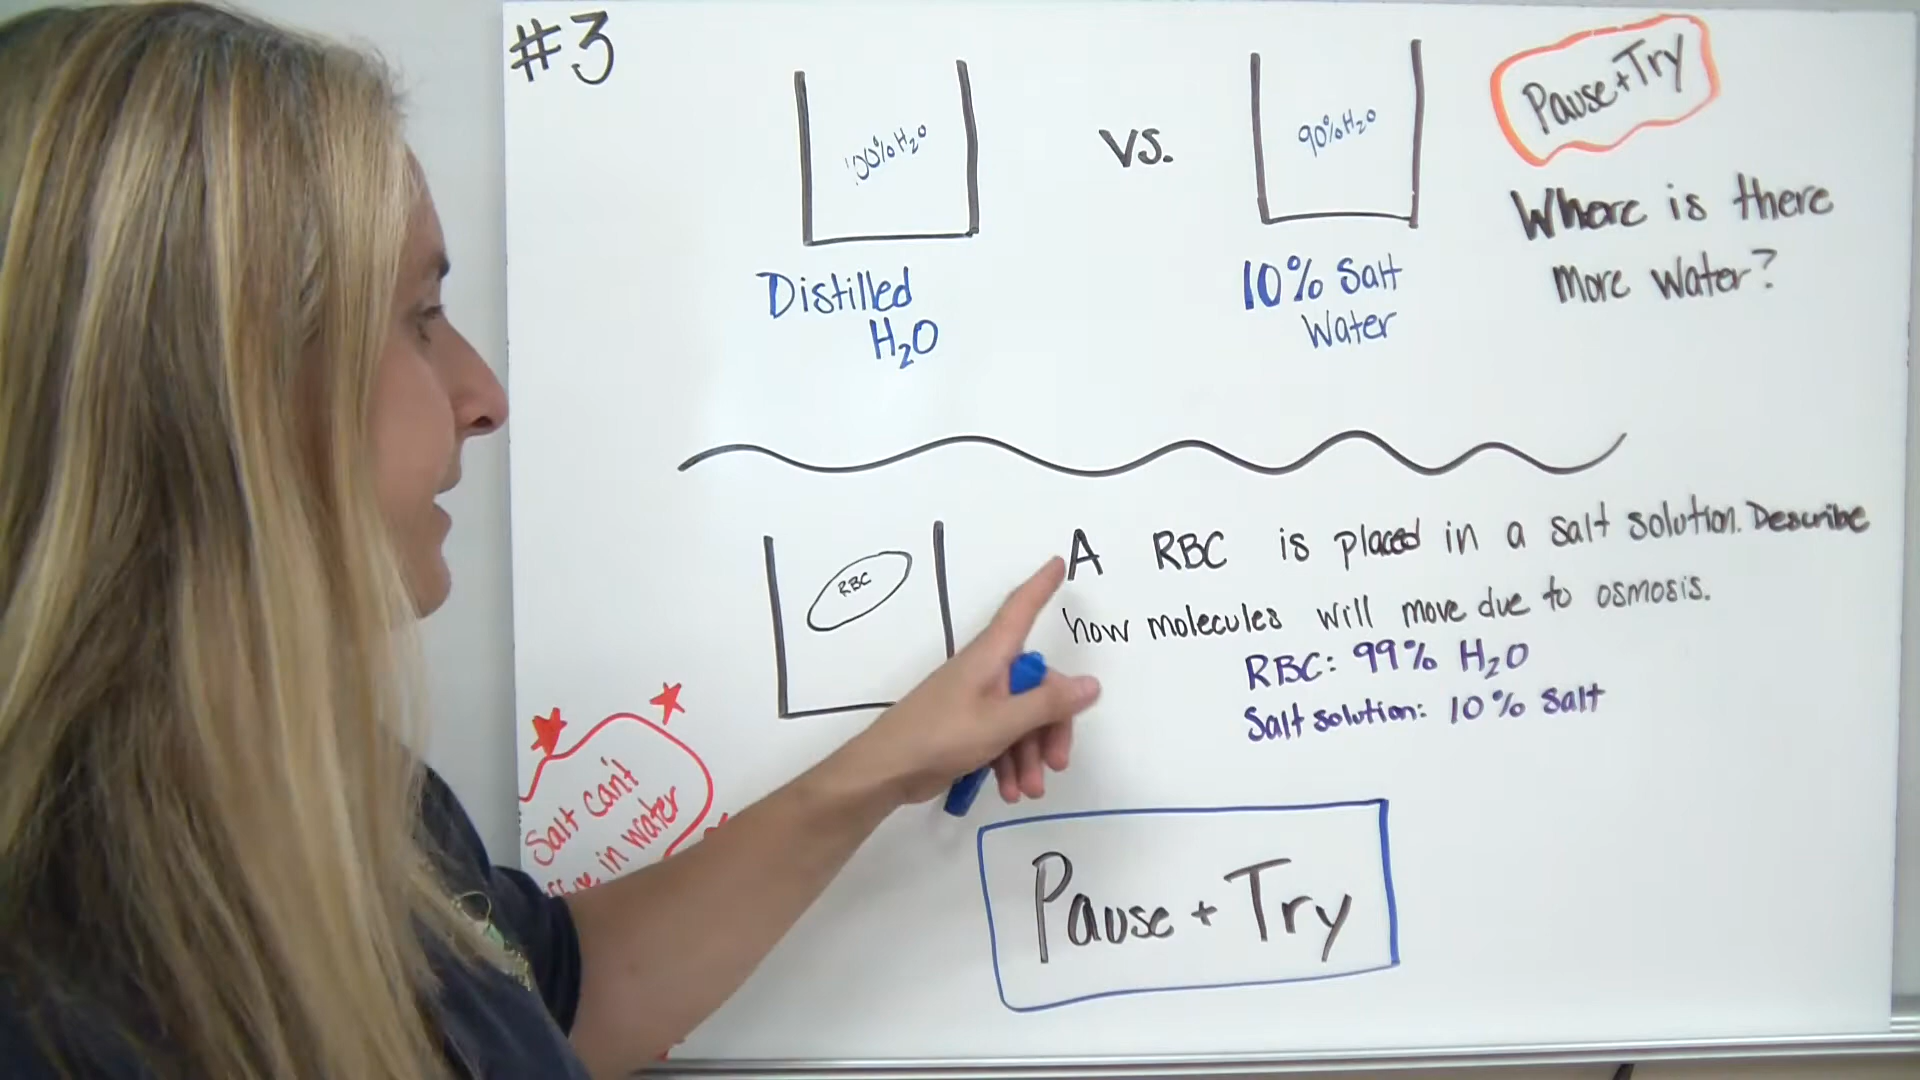 #3
100% H₂O
Distilled
H₂O
VS.
90% H₂O
10% Salt
Water
Pause + Try
Where is there
More Water?
RBC
A RBC is placed in a salt solution. Describe
how molecules will move due to osmosis.
RBC: 99% H₂O
Salt solution: 10% Salt
Salt can't
in water
Pause + Try